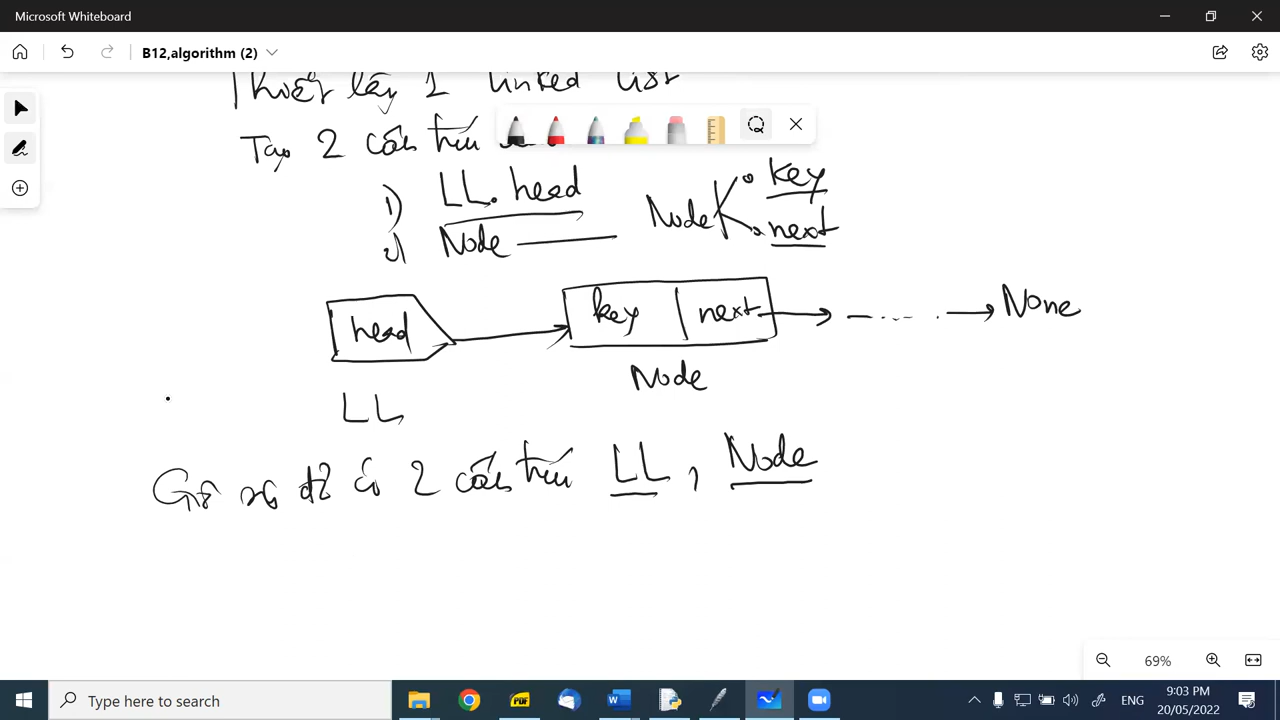 Microsoft Whiteboard
B12,algorithm (2)
Thiết lập 1 linked list
Tạo 2 cấu trúc
1) LL. head
2) Node
Node
key
next
head
key | next
None
LL
Node
Giả sử đã có 2 cấu trúc LL, Node
69%
Type here to search
ENG
9:03 PM
20/05/2022